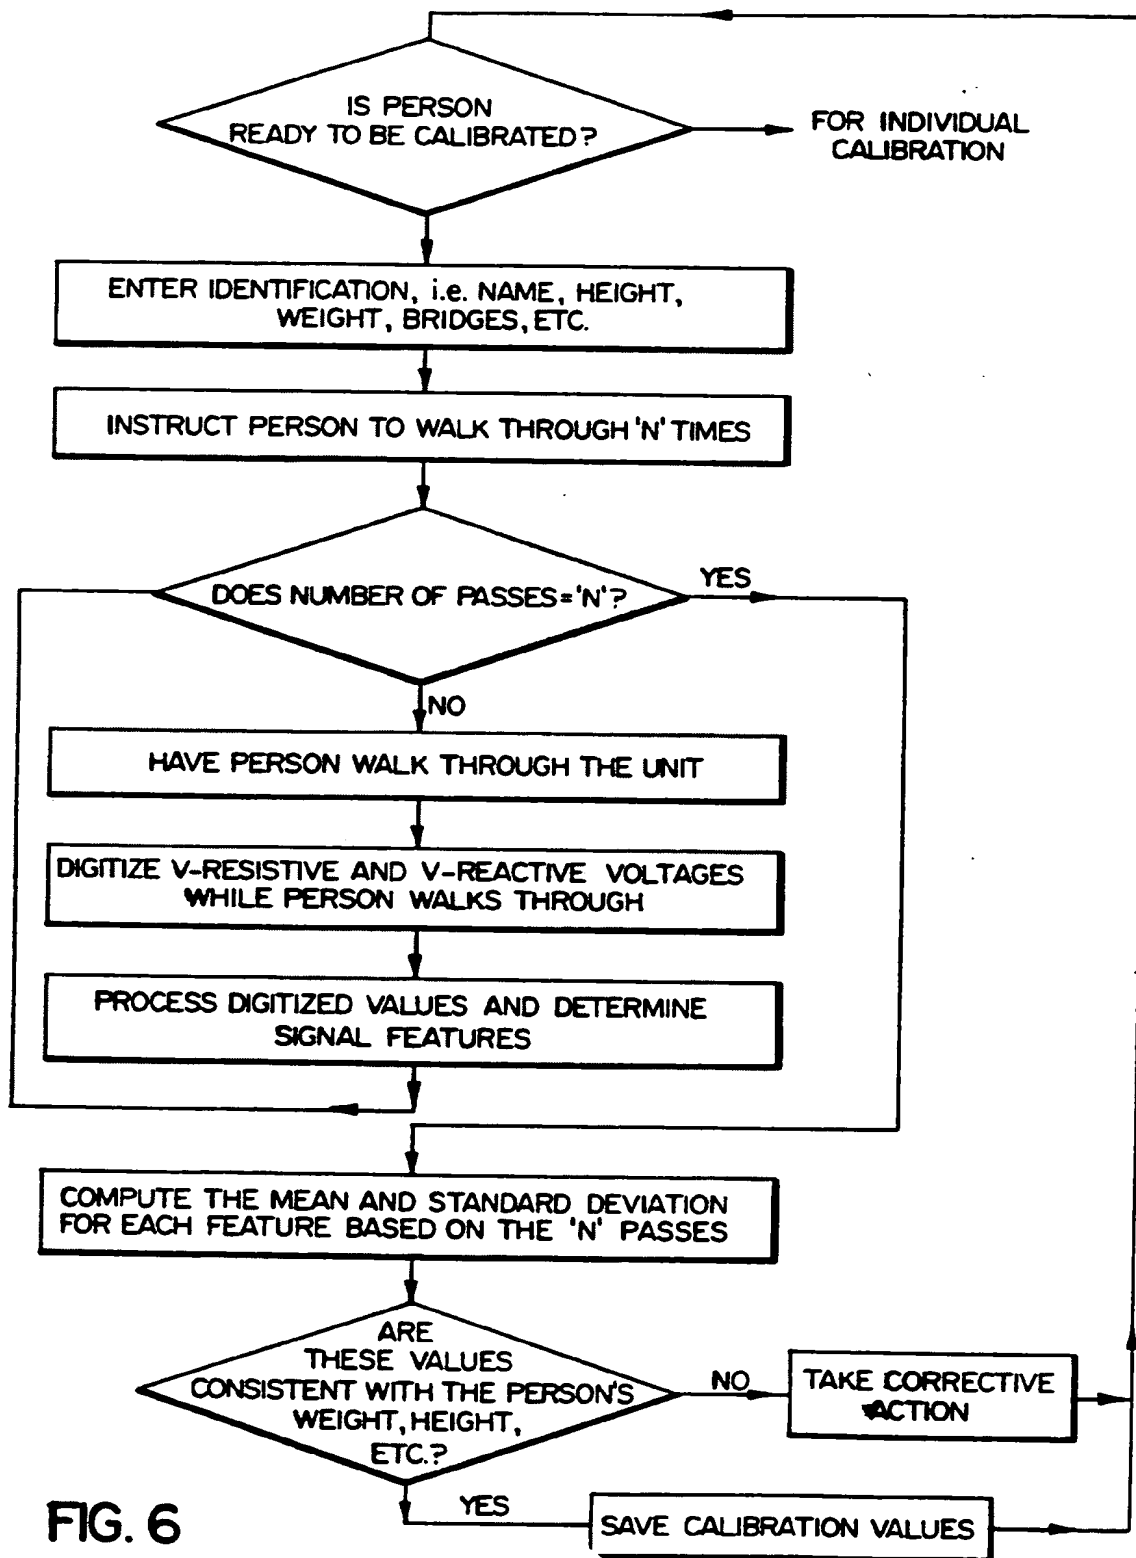 IS PERSON
READY TO BE CALIBRATED?
FOR INDIVIDUAL
CALIBRATION
ENTER IDENTIFICATION, i.e. NAME, HEIGHT,
WEIGHT, BRIDGES, ETC.
INSTRUCT PERSON TO WALK THROUGH 'N' TIMES
DOES NUMBER OF PASSES='N'?
YES
NO
HAVE PERSON WALK THROUGH THE UNIT
DIGITIZE V-RESISTIVE AND V-REACTIVE VOLTAGES
WHILE PERSON WALKS THROUGH
PROCESS DIGITIZED VALUES AND DETERMINE
SIGNAL FEATURES
COMPUTE THE MEAN AND STANDARD DEVIATION
FOR EACH FEATURE BASED ON THE 'N' PASSES
ARE
THESE VALUES
CONSISTENT WITH THE PERSON'S
WEIGHT, HEIGHT,
ETC.?
NO
TAKE CORRECTIVE
ACTION
YES
SAVE CALIBRATION VALUES
FIG. 6